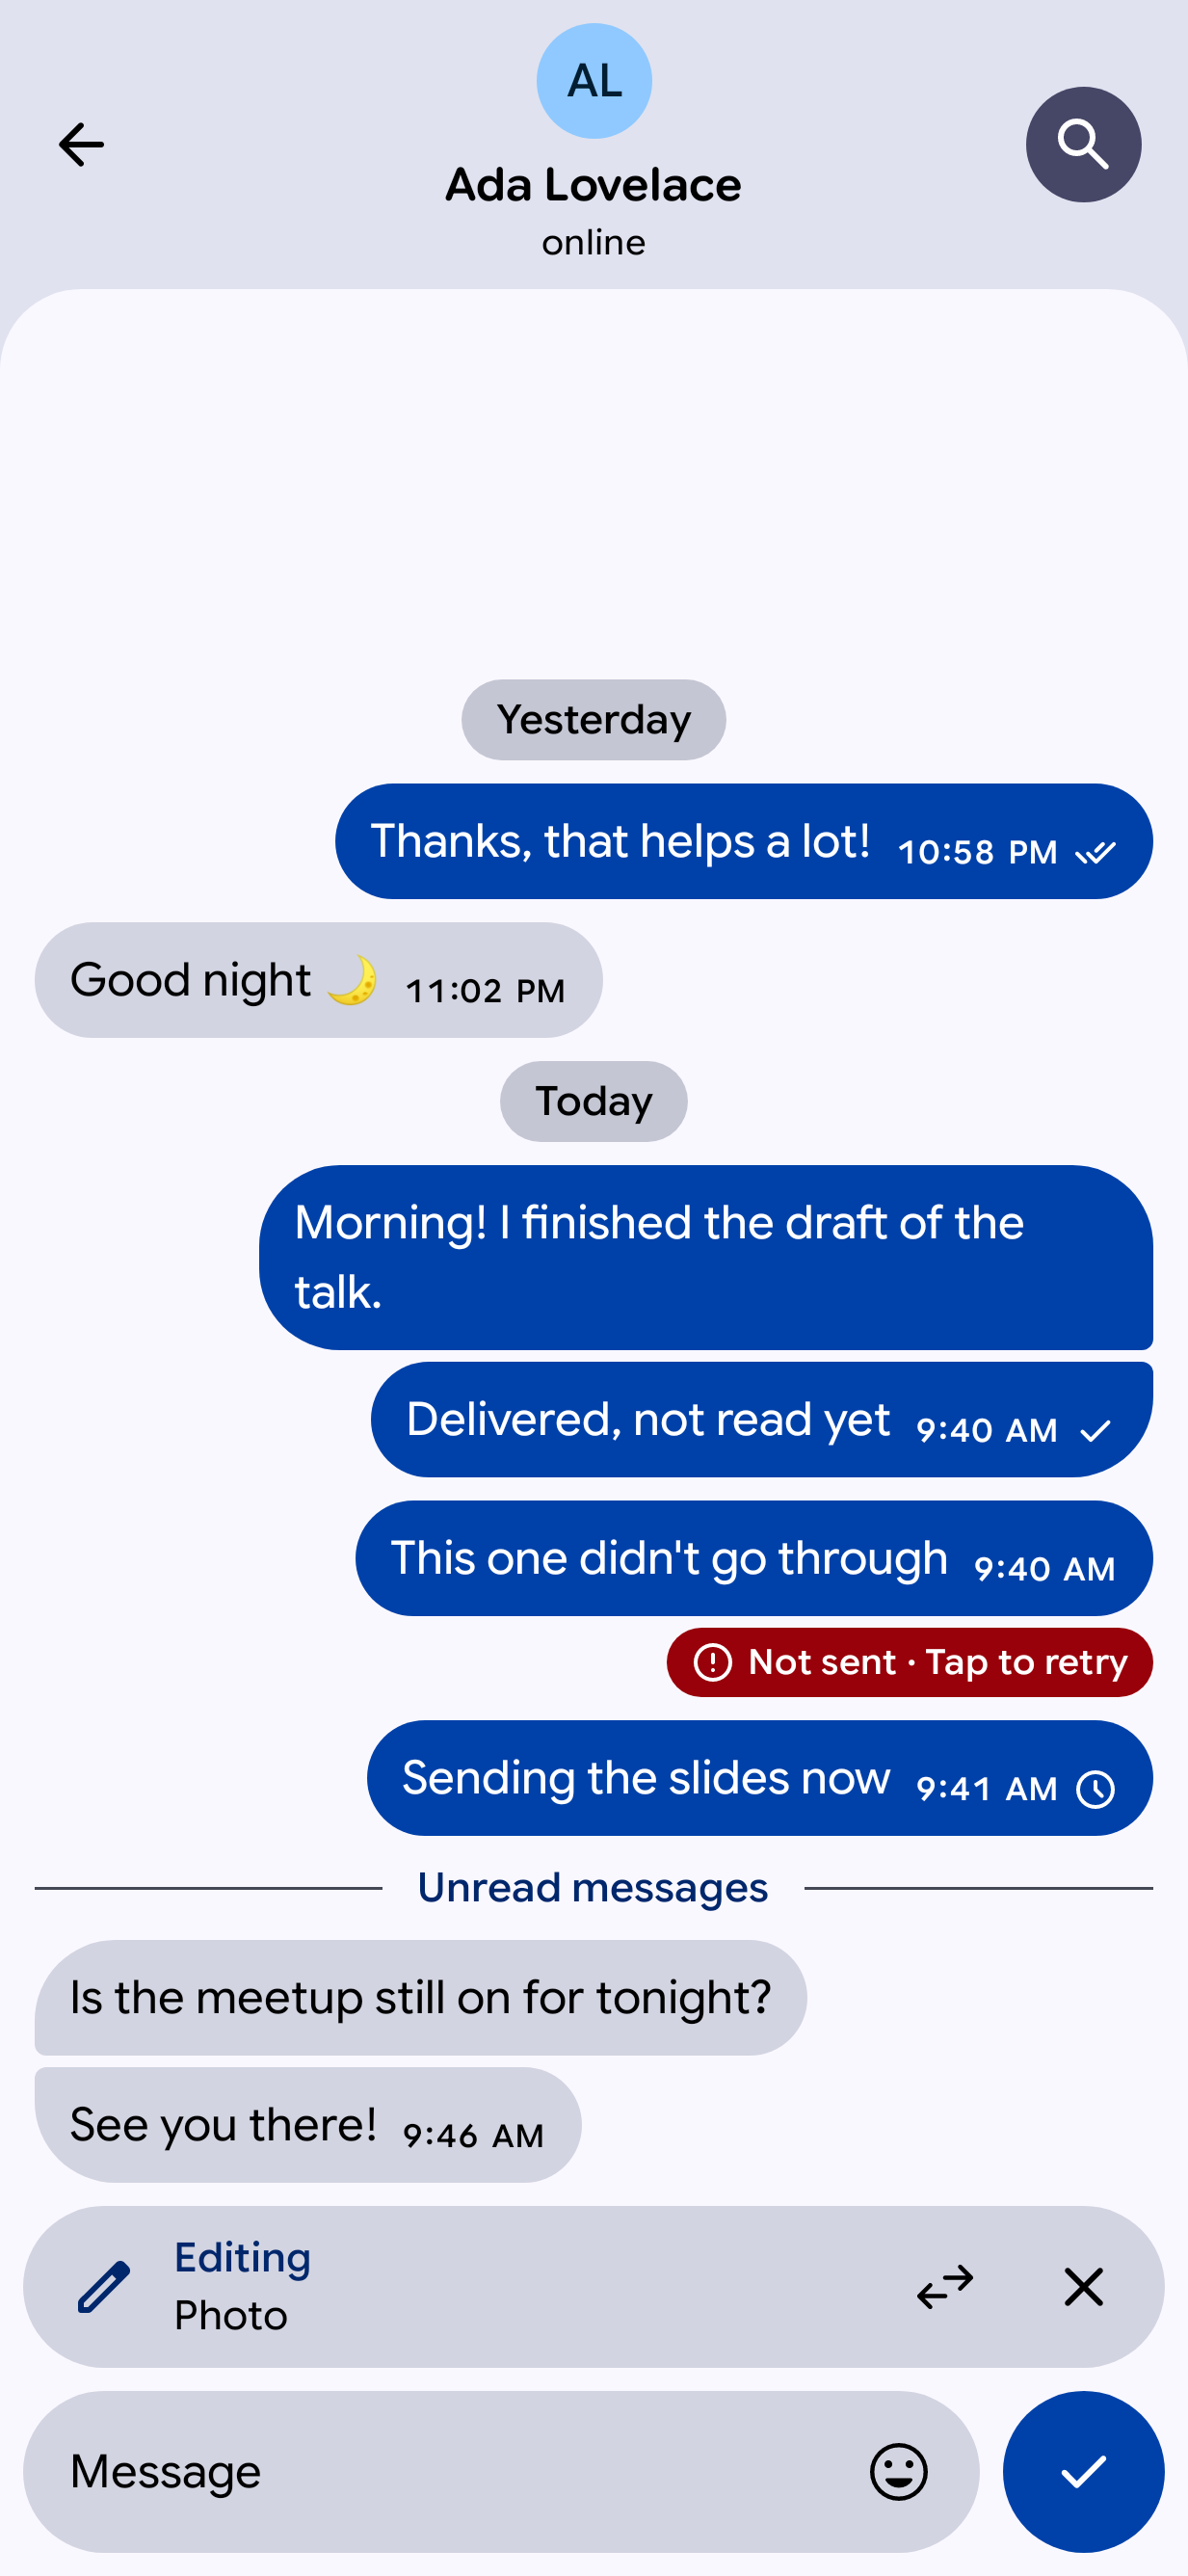 AL
Ada Lovelace
online
Yesterday
Thanks, that helps a lot! 10:58 PM
Good night 🌙 11:02 PM
Today
Morning! I finished the draft of the
talk.
Delivered, not read yet 9:40 AM
This one didn't go through 9:40 AM
Not sent · Tap to retry
Sending the slides now 9:41 AM
Unread messages
Is the meetup still on for tonight?
See you there! 9:46 AM
Editing
Photo
Message